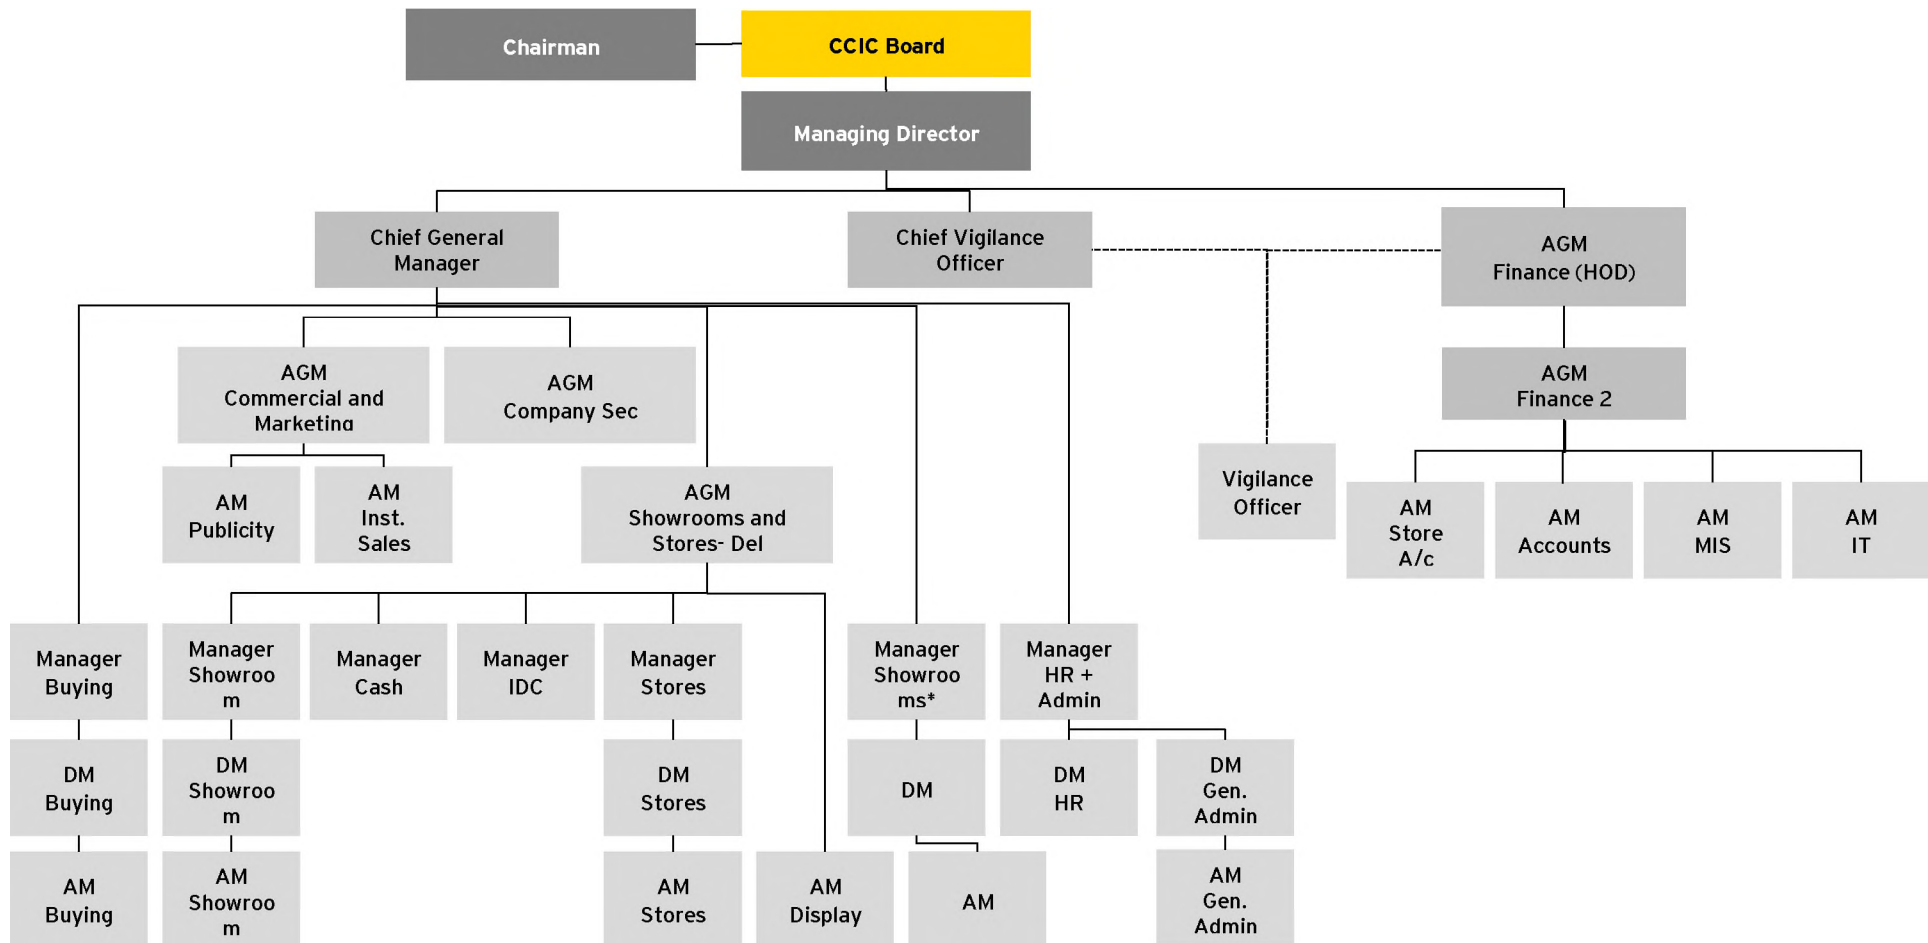 Chairman
CCIC Board
Managing Director
Chief General
Manager
Chief Vigilance
Officer
AGM
Finance (HOD)
AGM
Commercial and
Marketing
AGM
Company Sec
AGM
Finance 2
AM
Publicity
AM
Inst.
Sales
AGM
Showrooms and
Stores- Del
Vigilance
Officer
AM
Store
A/c
AM
Accounts
AM
MIS
AM
IT
Manager
Buying
Manager
Showroo
m
Manager
Cash
Manager
IDC
Manager
Stores
Manager
Showroo
ms*
Manager
HR +
Admin
DM
Buying
DM
Showroo
m
DM
Stores
DM
DM
HR
DM
Gen.
Admin
AM
Buying
AM
Showroo
m
AM
Stores
AM
Display
AM
AM
Gen.
Admin